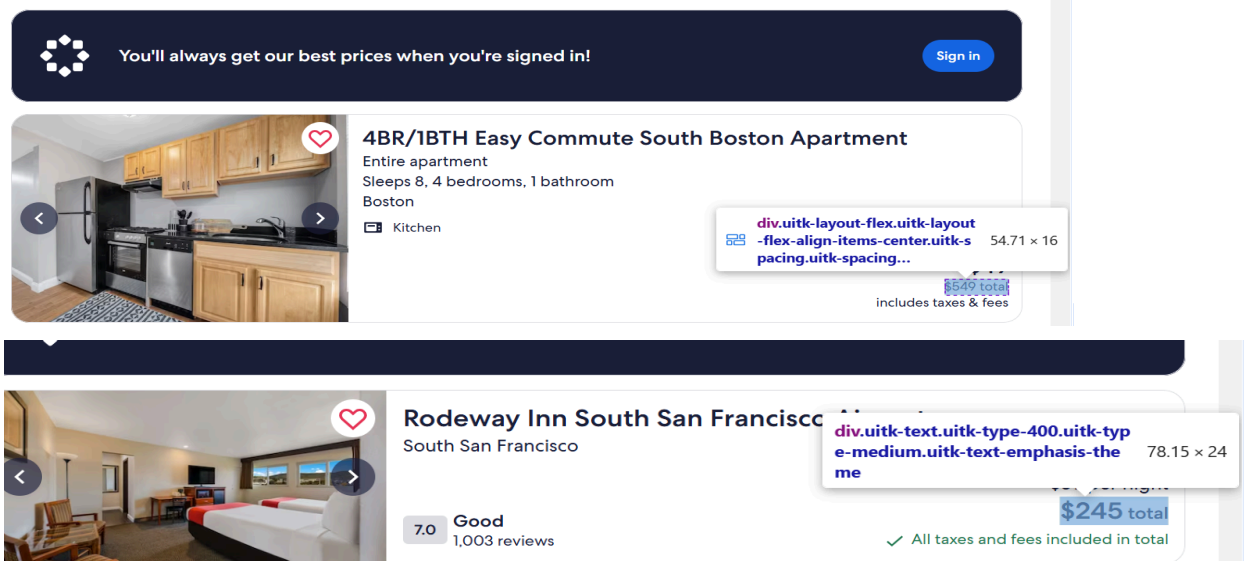 You'll always get our best prices when you're signed in!
Sign in
4BR/1BTH Easy Commute South Boston Apartment
Entire apartment
Sleeps 8, 4 bedrooms, 1 bathroom
Boston
Kitchen
div.uitk-layout-flex.uitk-layout
-flex-align-items-center.uitk-s
pacing.uitk-spacing...
54.71 × 16
$549 total
includes taxes & fees
Rodeway Inn South San Francisco
South San Francisco
div.uitk-text.uitk-type-400.uitk-typ
e-medium.uitk-text-emphasis-the
me
78.15 × 24
$245 total
7.0
Good
1,003 reviews
All taxes and fees included in total